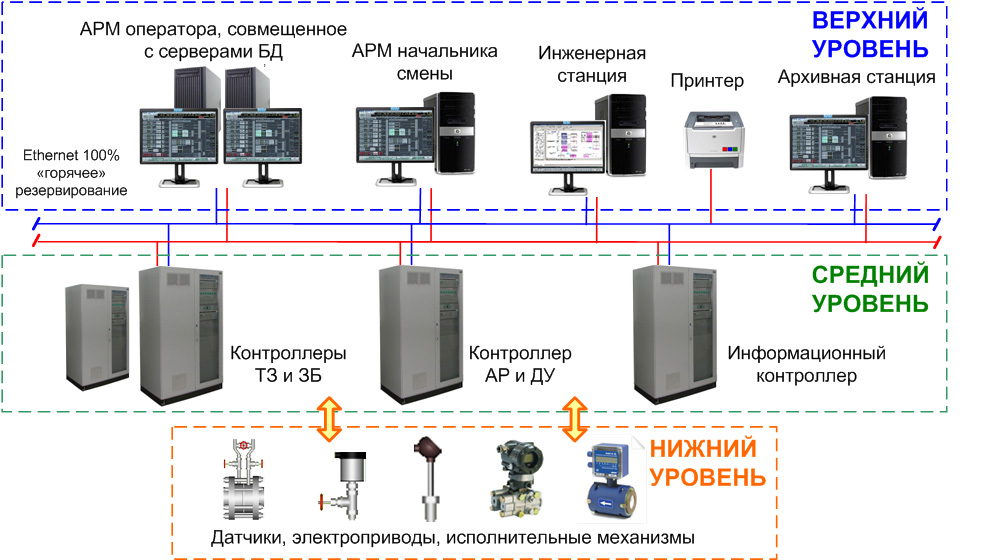 ВЕРХНИЙ
УРОВЕНЬ
АРМ оператора, совмещенное
с серверами БД
АРМ начальника
смены
Инженерная
станция
Принтер
Архивная станция
Ethernet 100%
«горячее»
резервирование
СРЕДНИЙ
УРОВЕНЬ
Контроллеры
ТЗ и ЗБ
Контроллер
АР и ДУ
Информационный
контроллер
НИЖНИЙ
УРОВЕНЬ
Датчики, электроприводы, исполнительные механизмы